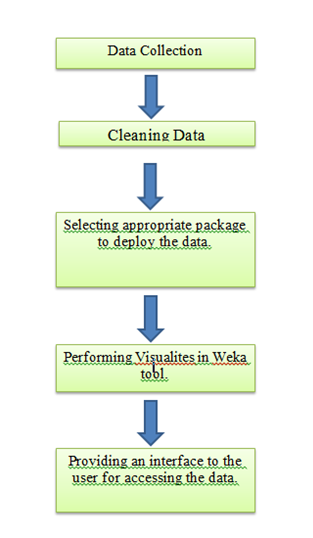 Data Collection
Cleaning Data
Selecting appropriate package
to deploy the data.
Performing Visualites in Weka
tool.
Providing an interface to the
user for accessing the data.